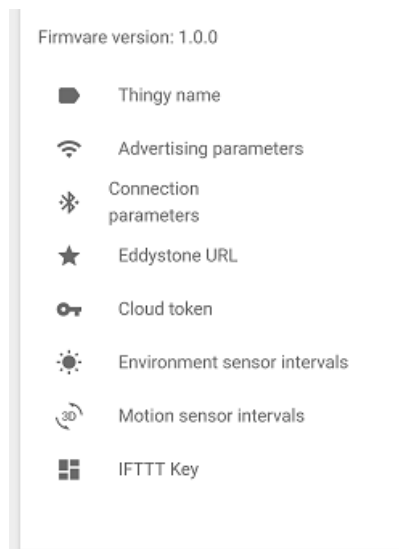 Firmvare version: 1.0.0
Thingy name
Advertising parameters
Connection
parameters
Eddystone URL
Cloud token
Environment sensor intervals
3D
Motion sensor intervals
IFTTT Key